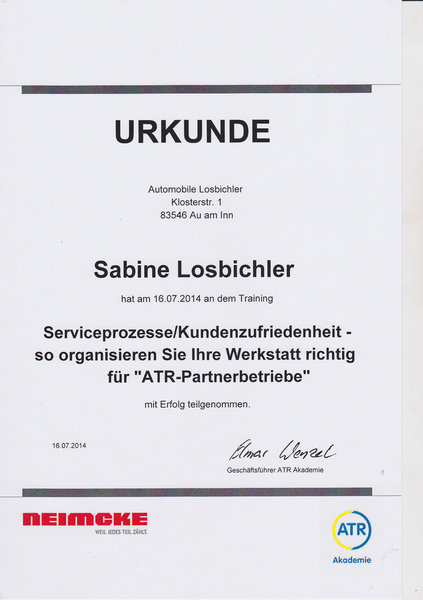 URKUNDE
Automobile Losbichler
Klosterstr. 1
83546 Au am Inn
Sabine Losbichler
hat am 16.07.2014 an dem Training
Serviceprozesse/Kundenzufriedenheit -
so organisieren Sie Ihre Werkstatt richtig
für "ATR-Partnerbetriebe"
mit Erfolg teilgenommen.
16.07.2014
Elmar Wenzel
Geschäftsführer ATR Akademie
NEIMCKE
WEIL JEDES TEIL ZÄHLT.
ATR
Akademie